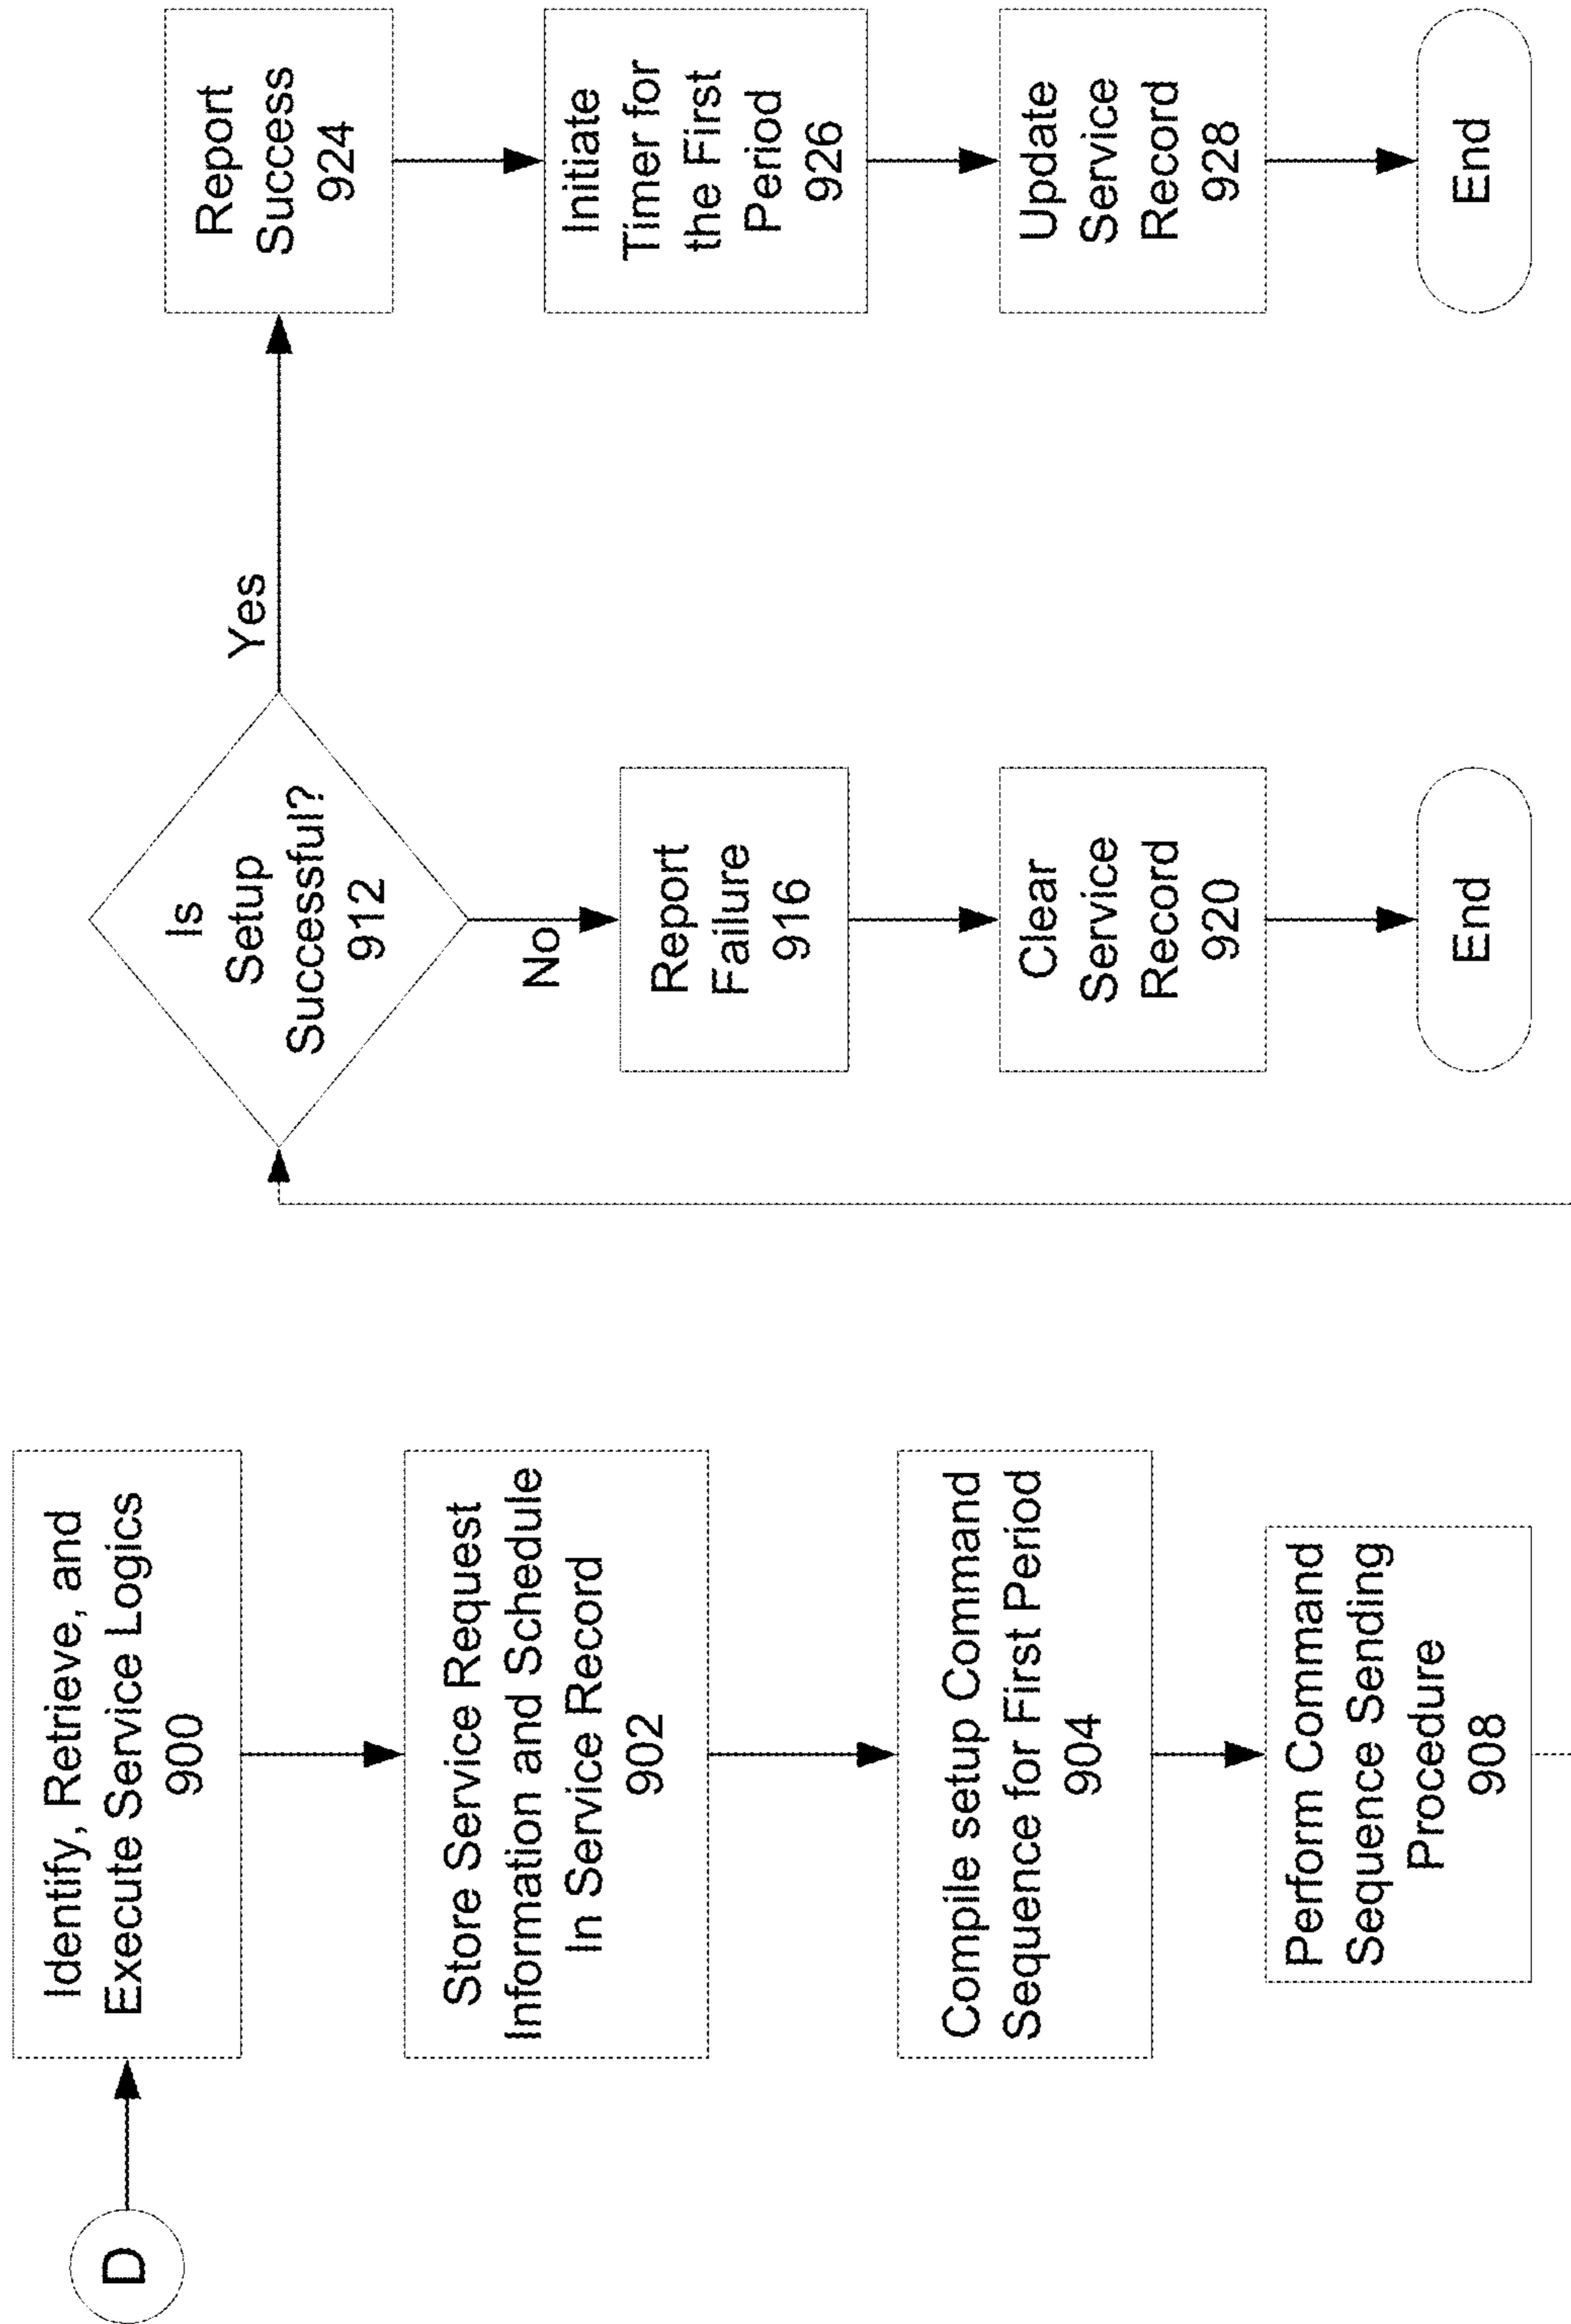 D
Identify, Retrieve, and
Execute Service Logics
900
Store Service Request
Information and Schedule
In Service Record
902
Compile setup Command
Sequence for First Period
904
Perform Command
Sequence Sending
Procedure
908
Is
Setup
Successful?
912
No
Report
Failure
916
Clear
Service
Record
920
End
Yes
Report
Success
924
Initiate
Timer for
the First
Period
926
Update
Service
Record
928
End